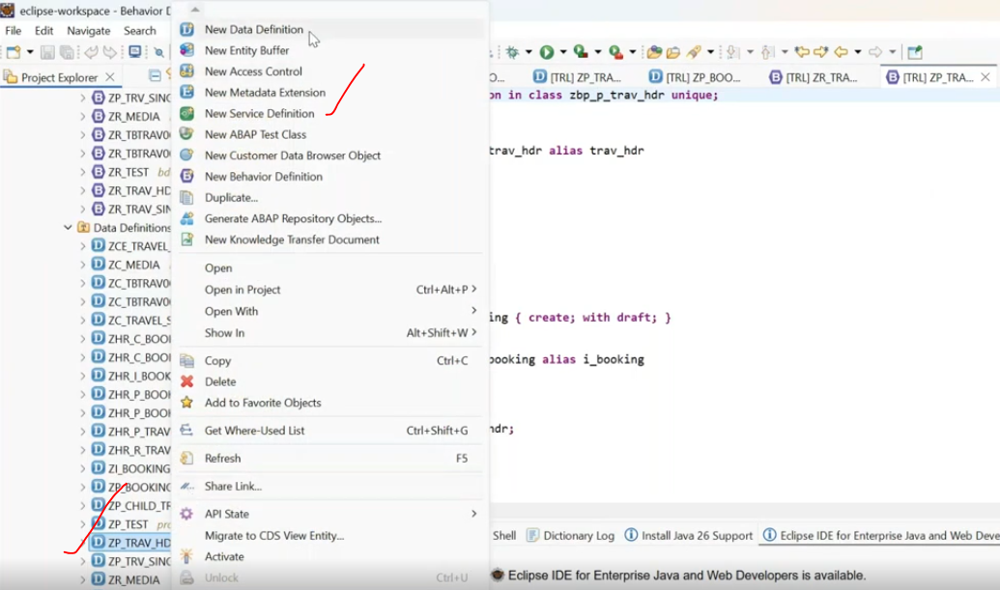 eclipse-workspace - Behavior D
File Edit Navigate Search
Project Explorer
[TRL] ZP_TRA...
[TRL] ZP_BOO...
[TRL] ZR_TRA...
[TRL] ZP_TRA...
ZP_TRV_SING
ZR_MEDIA
ZR_TBTRAV00
ZR_TBTRAV00
ZR_TEST
ZR_TRAV_HD
ZR_TRAV_SIN
Data Definitions
ZCE_TRAVEL_
ZC_MEDIA
ZC_TBTRAV0
ZC_TBTRAV0
ZC_TRAVEL_S
ZHR_C_BOOI
ZHR_C_BOOI
ZHR_I_BOOK
ZHR_P_BOOI
ZHR_P_BOOI
ZHR_P_TRAV
ZHR_R_TRAV
ZI_BOOKING
ZP_BOOKING
ZP_CHILD_TR
ZP_TEST pro
ZP_TRAV_HD
ZP_TRV_SING
ZR_MEDIA
New Data Definition
New Entity Buffer
New Access Control
New Metadata Extension
New Service Definition
New ABAP Test Class
New Customer Data Browser Object
New Behavior Definition
Duplicate...
Generate ABAP Repository Objects...
New Knowledge Transfer Document
Open
Open in Project Ctrl+Alt+P >
Open With >
Show In Alt+Shift+W >
Copy Ctrl+C
Delete
Add to Favorite Objects
Get Where-Used List Ctrl+Shift+G
Refresh F5
Share Link...
API State >
Migrate to CDS View Entity...
Activate
Unlock Ctrl+U
on in class zbp_p_trav_hdr unique;
trav_hdr alias trav_hdr
ing { create; with draft; }
booking alias i_booking
hdr;
Shell Dictionary Log Install Java 26 Support Eclipse IDE for Enterprise Java and Web Deve
Eclipse IDE for Enterprise Java and Web Developers is available.